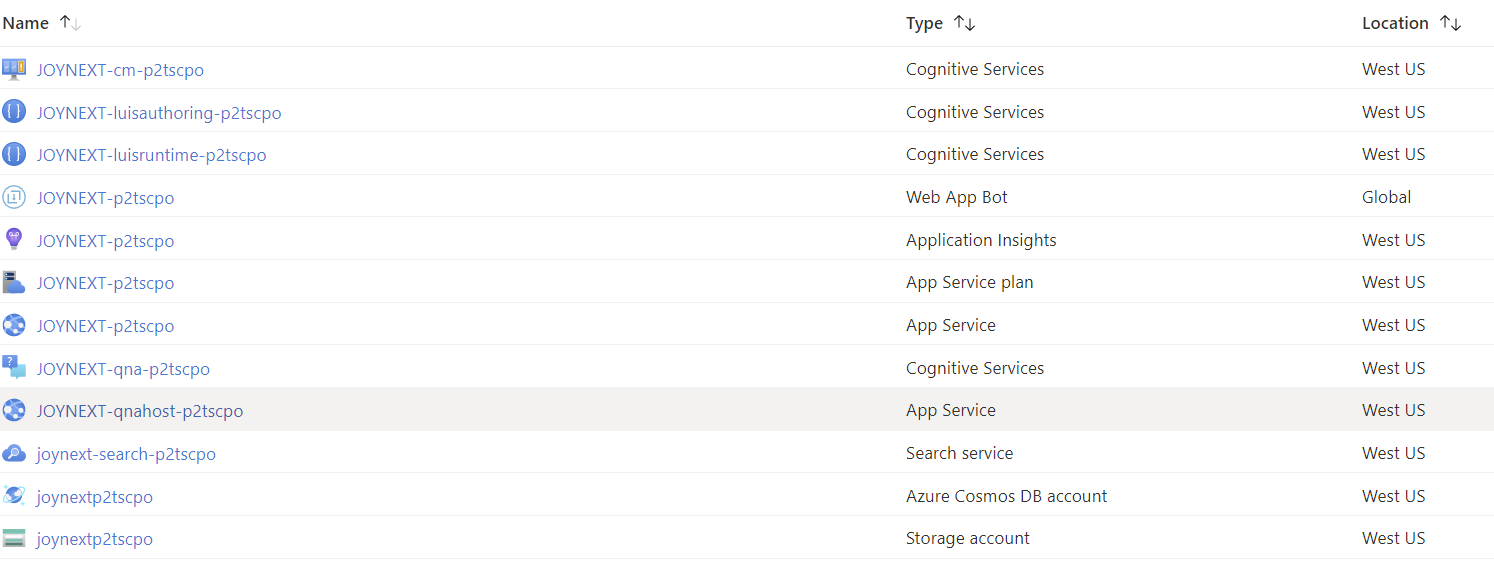 Name Type Location
JOYNEXT-cm-p2tscpo Cognitive Services West US
JOYNEXT-luisauthoring-p2tscpo Cognitive Services West US
JOYNEXT-luisruntime-p2tscpo Cognitive Services West US
JOYNEXT-p2tscpo Web App Bot Global
JOYNEXT-p2tscpo Application Insights West US
JOYNEXT-p2tscpo App Service plan West US
JOYNEXT-p2tscpo App Service West US
JOYNEXT-qna-p2tscpo Cognitive Services West US
JOYNEXT-qnahost-p2tscpo App Service West US
joynext-search-p2tscpo Search service West US
joynextp2tscpo Azure Cosmos DB account West US
joynextp2tscpo Storage account West US